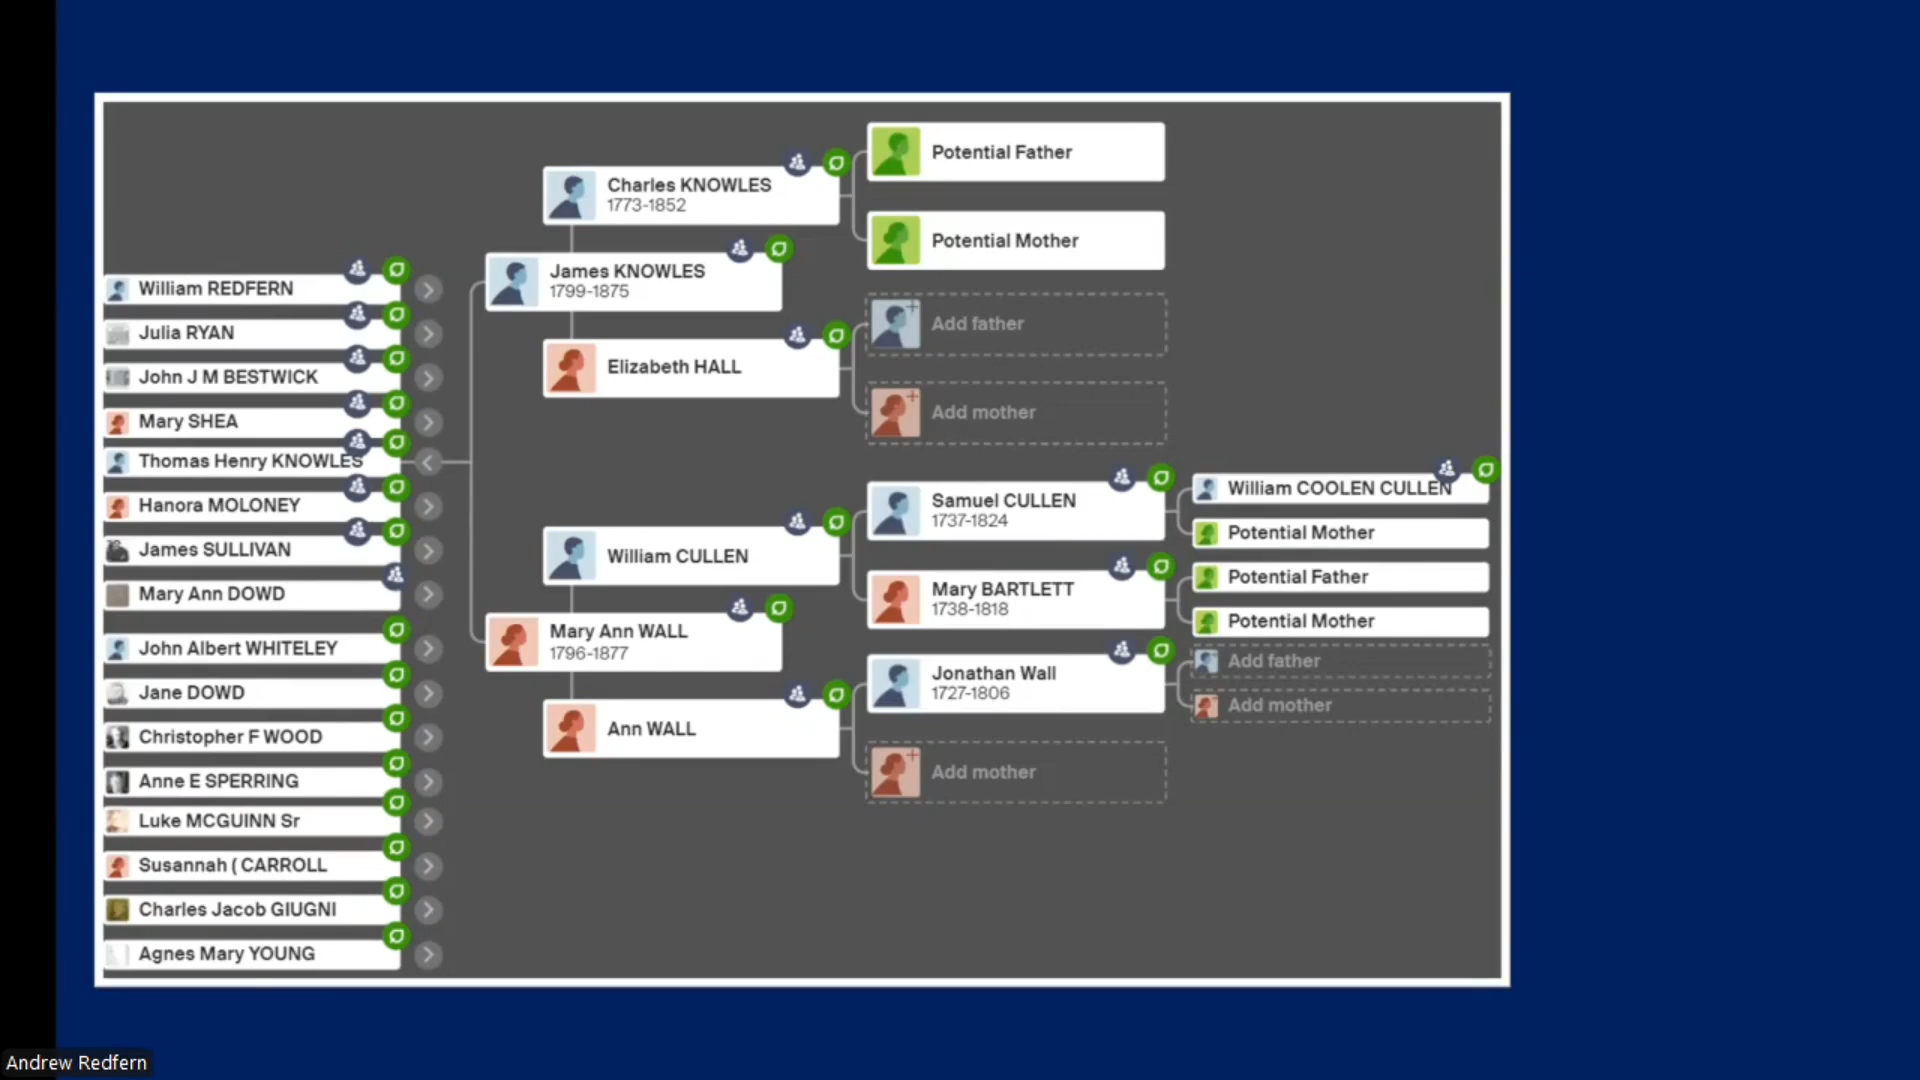 William REDFERN
Julia RYAN
John J M BESTWICK
Mary SHEA
Thomas Henry KNOWLES
Hanora MOLONEY
James SULLIVAN
Mary Ann DOWD
John Albert WHITELEY
Jane DOWD
Christopher F WOOD
Anne E SPERRING
Luke MCGUINN Sr
Susannah ( CARROLL
Charles Jacob GIUGNI
Agnes Mary YOUNG
Charles KNOWLES
1773-1852
James KNOWLES
1799-1875
Elizabeth HALL
William CULLEN
Mary Ann WALL
1796-1877
Ann WALL
Potential Father
Potential Mother
Add father
Add mother
Samuel CULLEN
1737-1824
Mary BARTLETT
1738-1818
Jonathan Wall
1727-1806
Add mother
William COOLEN CULLEN
Potential Mother
Potential Father
Potential Mother
Add father
Add mother
Andrew Redfern